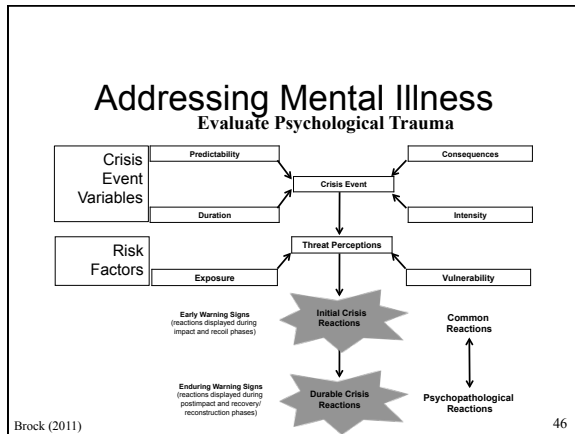 Addressing Mental Illness
Evaluate Psychological Trauma
Crisis
Event
Variables
Predictability
Consequences
Crisis Event
Duration
Intensity
Risk
Factors
Threat Perceptions
Exposure
Vulnerability
Early Warning Signs
(reactions displayed during
impact and recoil phases)
Initial Crisis
Reactions
Common
Reactions
Enduring Warning Signs
(reactions displayed during
postimpact and recovery/
reconstruction phases)
Durable Crisis
Reactions
Psychopathological
Reactions
Brock (2011)
46